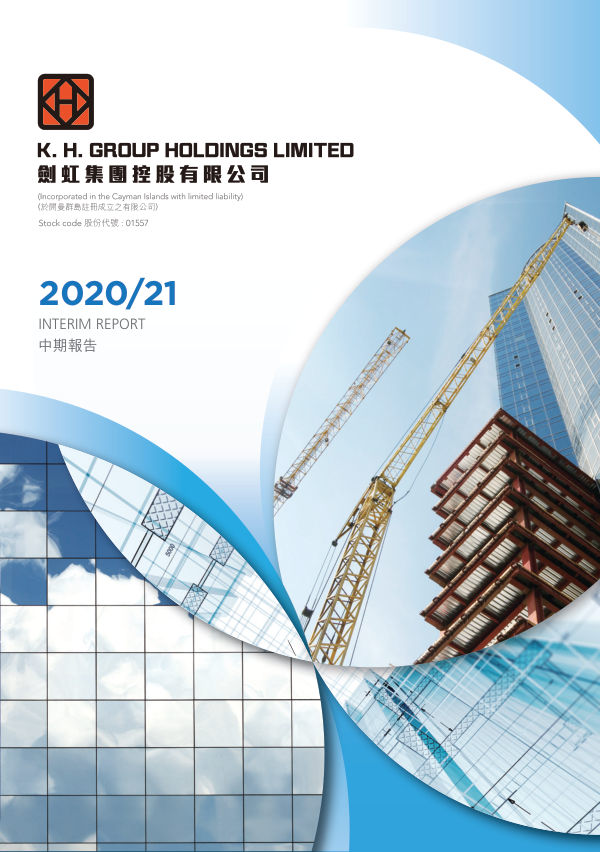 K. H. GROUP HOLDINGS LIMITED
劍虹集團控股有限公司
(Incorporated in the Cayman Islands with limited liability)
(於開曼群島註冊成立之有限公司)
Stock code 股份代號 : 01557
2020/21
INTERIM REPORT
中期報告
5000